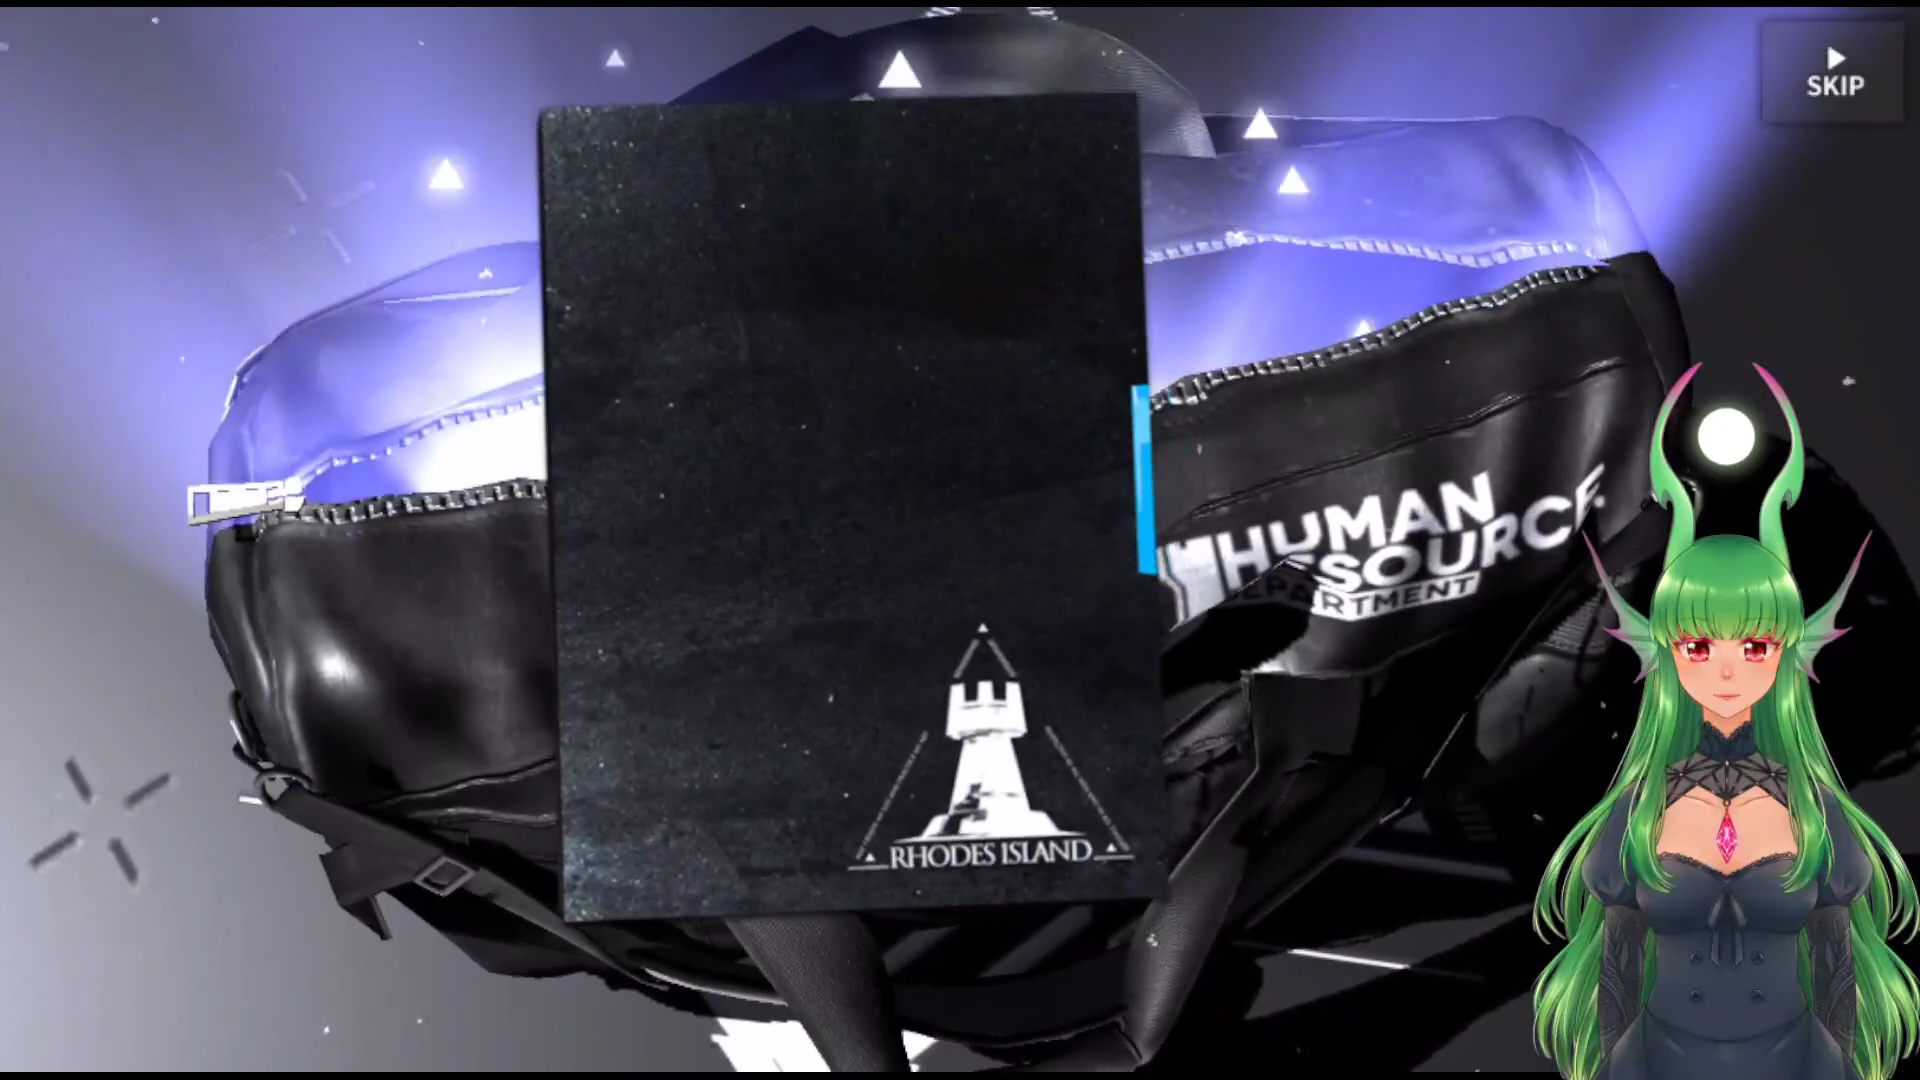 SKIP
HUMAN
RESOURCE
DEPARTMENT
RHODES ISLAND